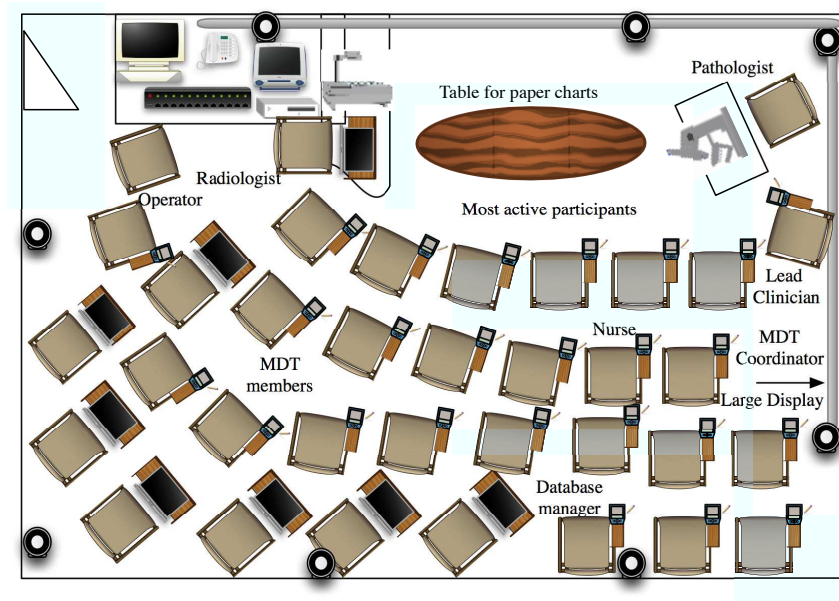 Pathologist
Table for paper charts
Radiologist
Operator
Most active participants
Lead
Clinician
Nurse
MDT
Coordinator
MDT
members
Large Display
Database
manager